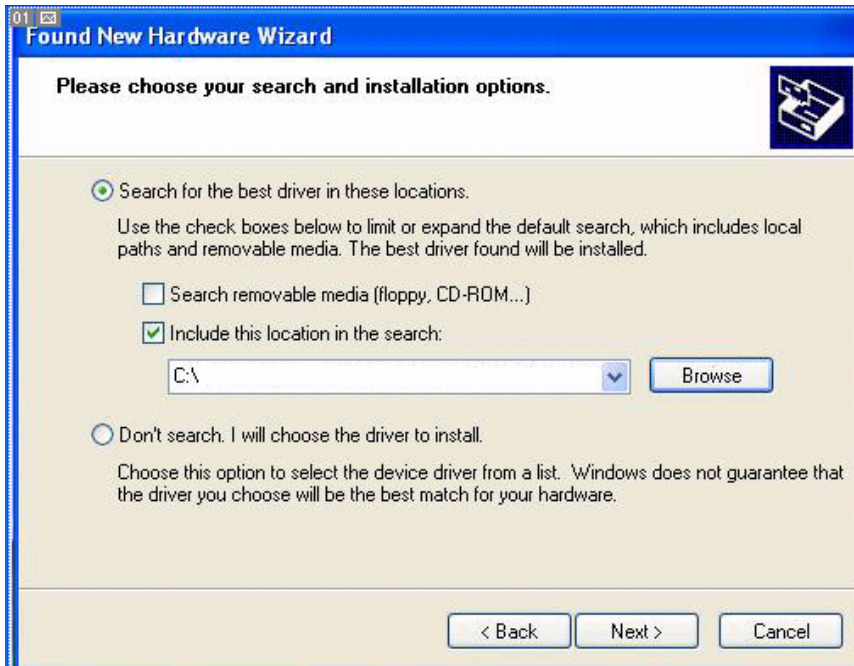 01
Found New Hardware Wizard
Please choose your search and installation options.
Search for the best driver in these locations.
Use the check boxes below to limit or expand the default search, which includes local
paths and removable media. The best driver found will be installed.
Search removable media (floppy, CD-ROM...)
Include this location in the search:
C:\
Browse
Don't search. I will choose the driver to install.
Choose this option to select the device driver from a list.  Windows does not guarantee that
the driver you choose will be the best match for your hardware.
< Back
Next >
Cancel